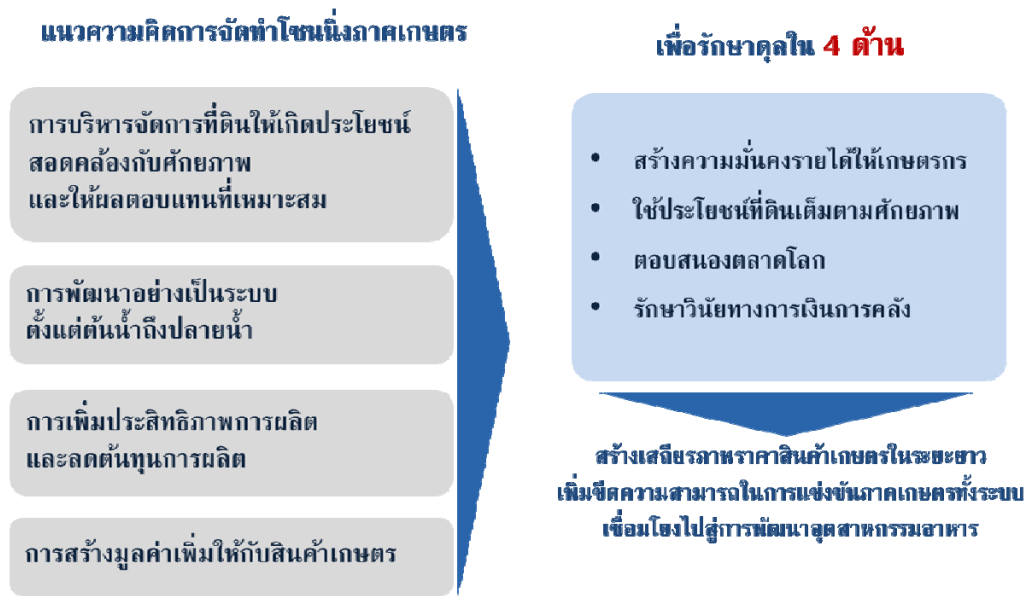 แนวความคิดการจัดทำโซนนิ่งภาคเกษตร
การบริหารจัดการที่ดินให้เกิดประโยชน์
สอดคล้องกับศักยภาพ
และให้ผลตอบแทนที่เหมาะสม
การพัฒนาอย่างเป็นระบบ
ตั้งแต่ต้นน้ำถึงปลายน้ำ
การเพิ่มประสิทธิภาพการผลิต
และลดต้นทุนการผลิต
การสร้างมูลค่าเพิ่มให้กับสินค้าเกษตร
เพื่อรักษาดุลใน 4 ด้าน
• สร้างความมั่นคงรายได้ให้เกษตรกร
• ใช้ประโยชน์ที่ดินเต็มตามศักยภาพ
• ตอบสนองตลาดโลก
• รักษาวินัยทางการเงินการคลัง
สร้างเสถียรภาพราคาสินค้าเกษตรในระยะยาว
เพิ่มขีดความสามารถในการแข่งขันภาคเกษตรทั้งระบบ
เชื่อมโยงไปสู่การพัฒนาอุตสาหกรรมอาหาร